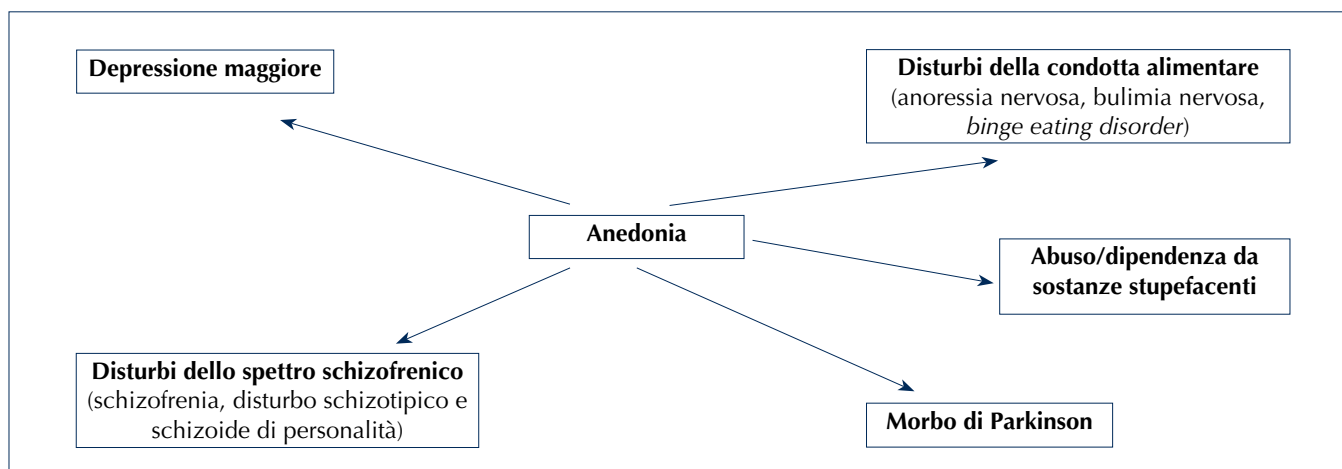 Depressione maggiore
Disturbi della condotta alimentare
(anoressia nervosa, bulimia nervosa,
binge eating disorder)
Anedonia
Abuso/dipendenza da
sostanze stupefacenti
Disturbi dello spettro schizofrenico
(schizofrenia, disturbo schizotipico e
schizoide di personalità)
Morbo di Parkinson